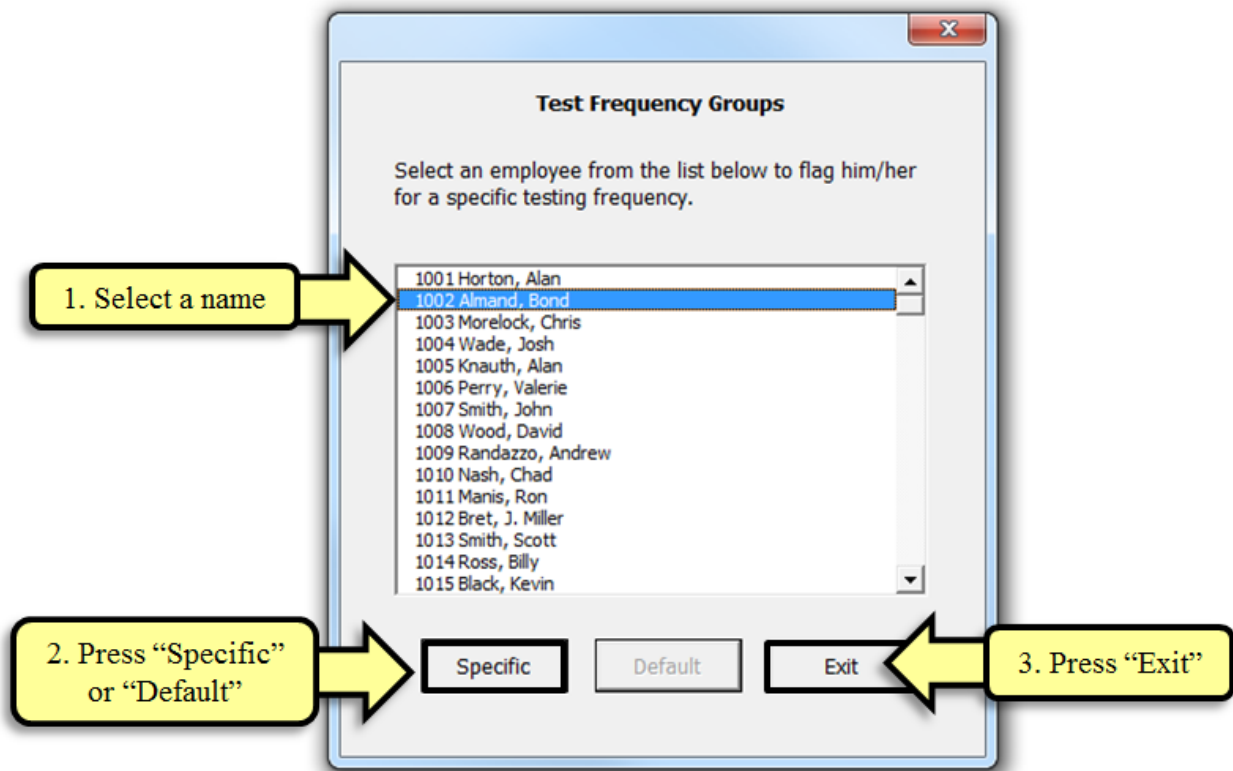 Test Frequency Groups
Select an employee from the list below to flag him/her
for a specific testing frequency.
1. Select a name
1001 Horton, Alan
1002 Almand, Bond
1003 Morelock, Chris
1004 Wade, Josh
1005 Knauth, Alan
1006 Perry, Valerie
1007 Smith, John
1008 Wood, David
1009 Randazzo, Andrew
1010 Nash, Chad
1011 Manis, Ron
1012 Bret, J. Miller
1013 Smith, Scott
1014 Ross, Billy
1015 Black, Kevin
2. Press “Specific”
or “Default”
Specific
Default
Exit
3. Press “Exit”